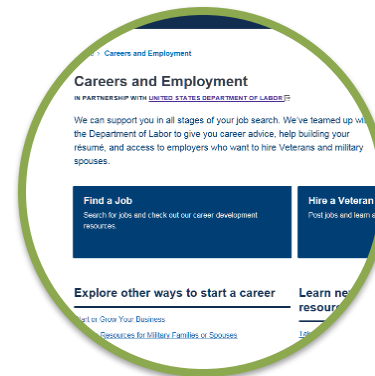 › Careers and Employment
Careers and Employment
IN PARTNERSHIP WITH UNITED STATES DEPARTMENT OF LABOR
We can support you in all stages of your job search. We've teamed up
the Department of Labor to give you career advice, help building your
résumé, and access to employers who want to hire Veterans and military
spouses.
Find a Job
Search for jobs and check out our career development
resources.
Hire a Veteran
Post jobs and learn
Explore other ways to start a career
or Grow Your Business
Resources for Military Families or Spouses
Learn